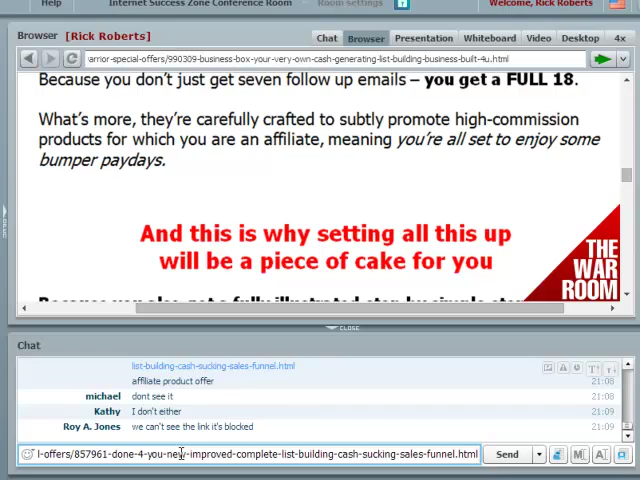 Help
Internet Success Zone Conference Room
Room settings
Welcome, Rick Roberts
Browser [Rick Roberts]
Chat Browser Presentation Whiteboard Video Desktop 4x
arrior-special-offers/990309-business-box-your-very-own-cash-generating-list-building-business-built-4u.html
Because you don't just get seven follow up emails – you get a FULL 18.
What's more, they're carefully crafted to subtly promote high-commission
products for which you are an affiliate, meaning you're all set to enjoy some
bumper paydays.
And this is why setting all this up
will be a piece of cake for you
THE
WAR
ROOM
CLOSE
Chat
list-building-cash-sucking-sales-funnel.html
affiliate product offer 21:08
michael dont see it 21:08
Kathy I don't either 21:09
Roy A. Jones we can't see the link it's blocked 21:09
l-offers/857961-done-4-you-new-improved-complete-list-building-cash-sucking-sales-funnel.html
Send